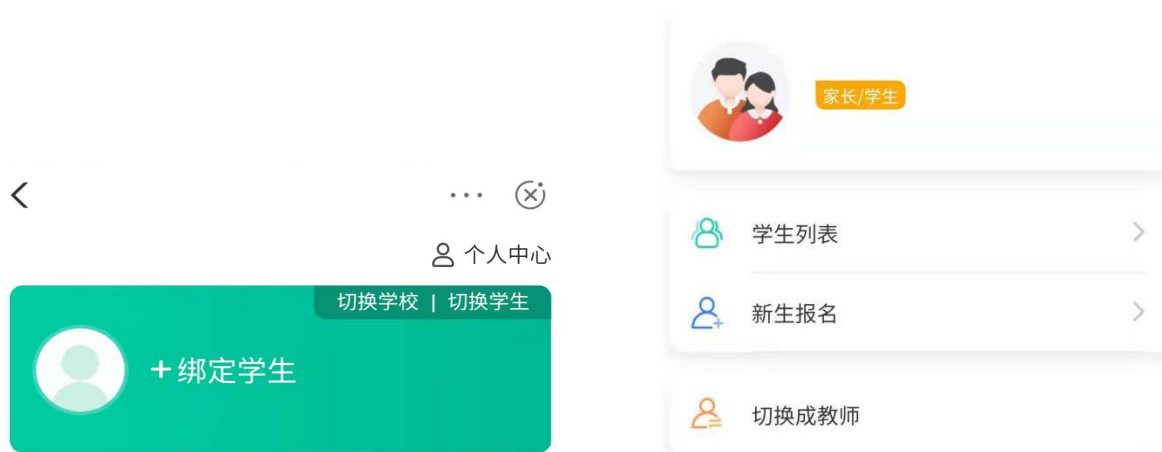 个人中心
切换学校 | 切换学生
+绑定学生
家长/学生
学生列表
新生报名
切换成教师